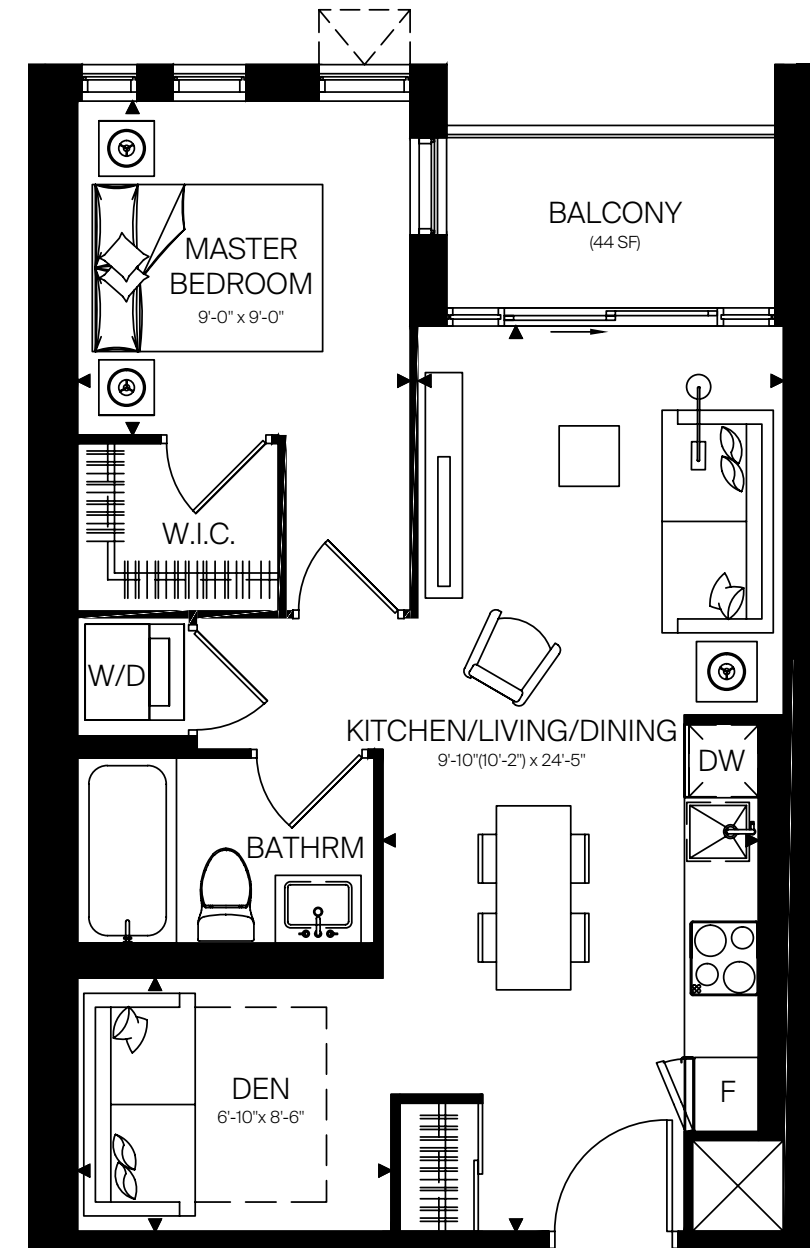 BALCONY
(44 SF)
MASTER
BEDROOM
9'-0" x 9'-0"
W.I.C.
W/D
KITCHEN/LIVING/DINING
9'-10"(10'-2") x 24'-5"
DW
BATHRM
DEN
6'-10"x 8'-6"
F